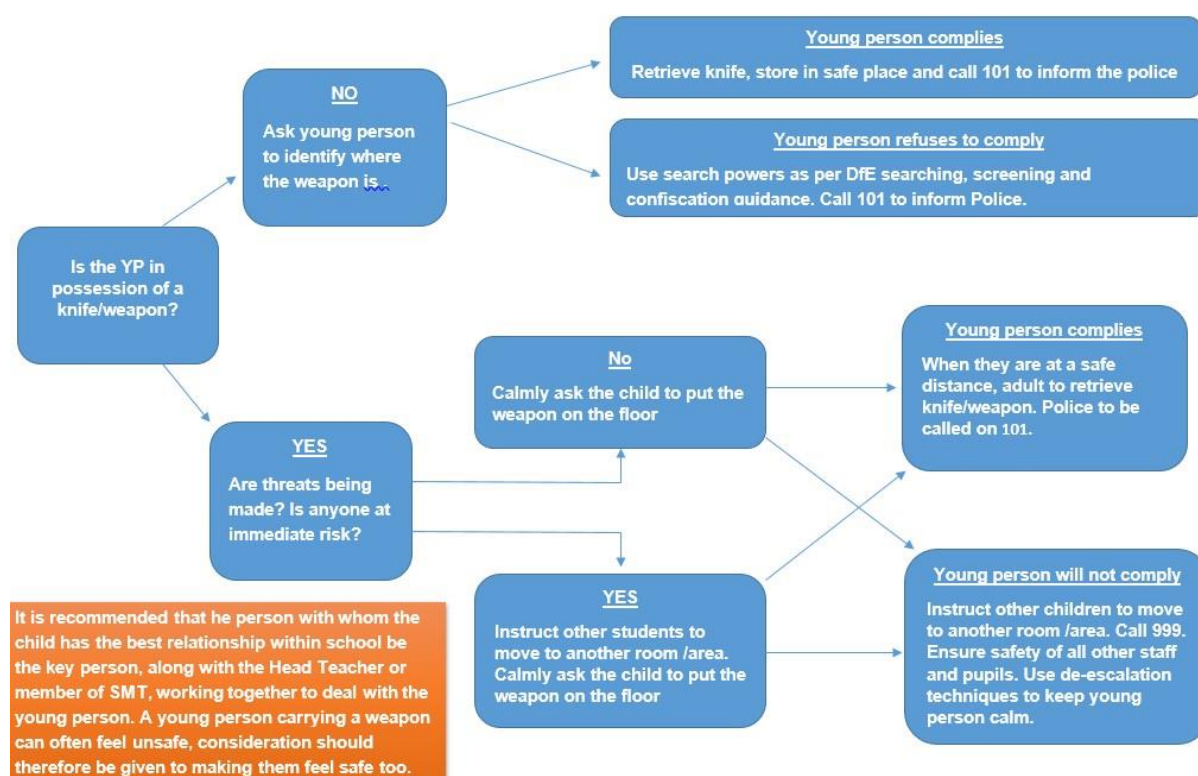 Is the YP in
possession of a
knife/weapon?
NO
Ask young person
to identify where
the weapon is..
Young person complies
Retrieve knife, store in safe place and call 101 to inform the police
Young person refuses to comply
Use search powers as per DfE searching, screening and
confiscation guidance. Call 101 to inform Police.
YES
Are threats being
made? Is anyone at
immediate risk?
No
Calmly ask the child to put the
weapon on the floor
YES
Instruct other students to
move to another room /area.
Calmly ask the child to put the
weapon on the floor
Young person complies
When they are at a safe
distance, adult to retrieve
knife/weapon. Police to be
called on 101.
Young person will not comply
Instruct other children to move
to another room /area. Call 999.
Ensure safety of all other staff
and pupils. Use de-escalation
techniques to keep young
person calm.
It is recommended that he person with whom the
child has the best relationship within school be
the key person, along with the Head Teacher or
member of SMT, working together to deal with the
young person. A young person carrying a weapon
can often feel unsafe, consideration should
therefore be given to making them feel safe too.